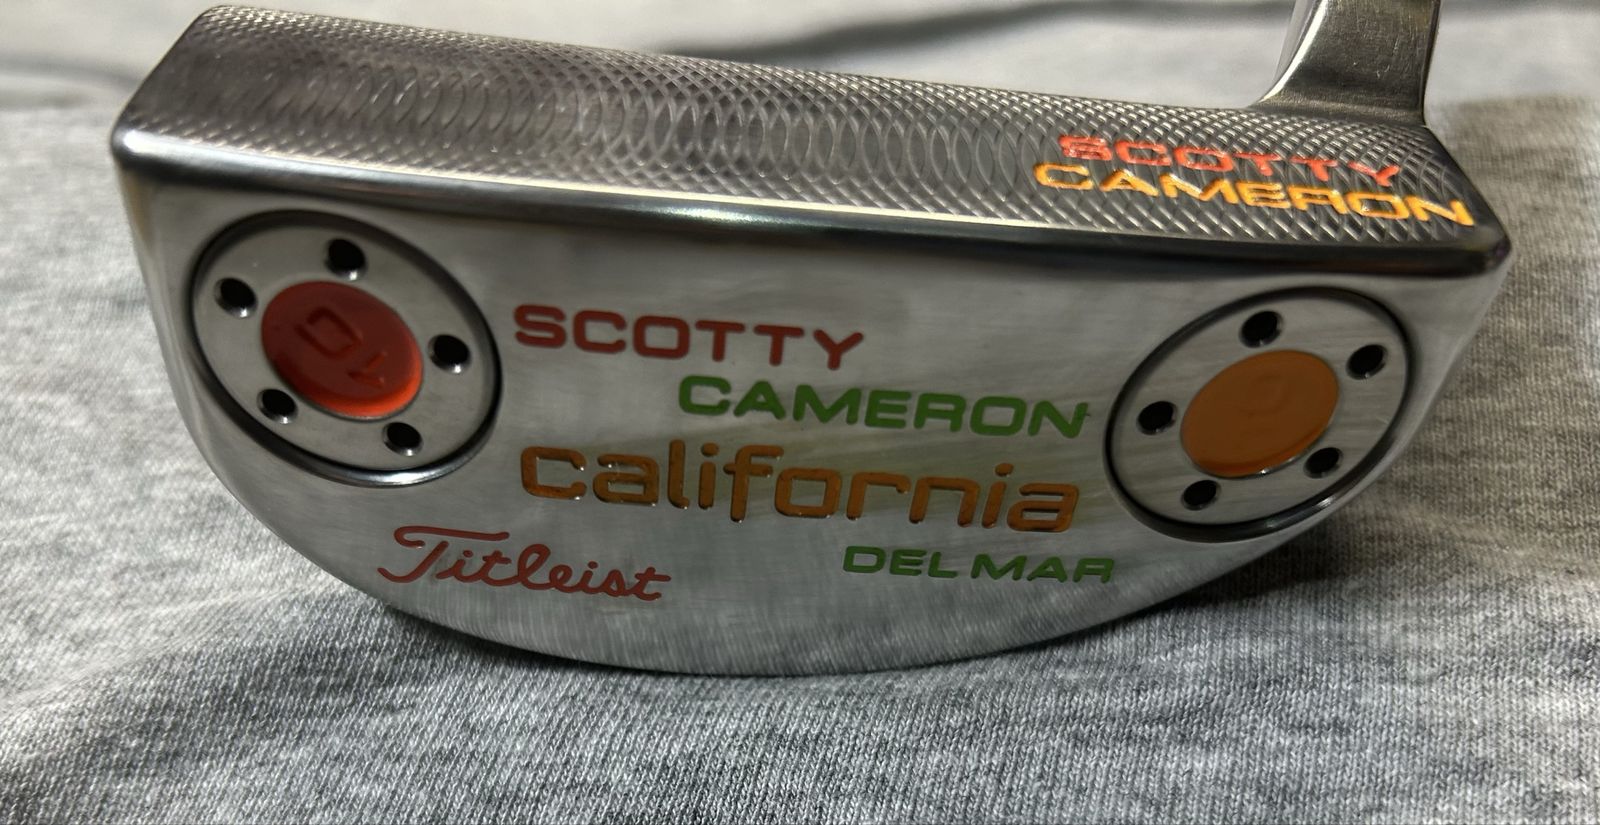 SCOTTY
CAMERON
SCOTTY
CAMERON
california
Titleist
DEL MAR